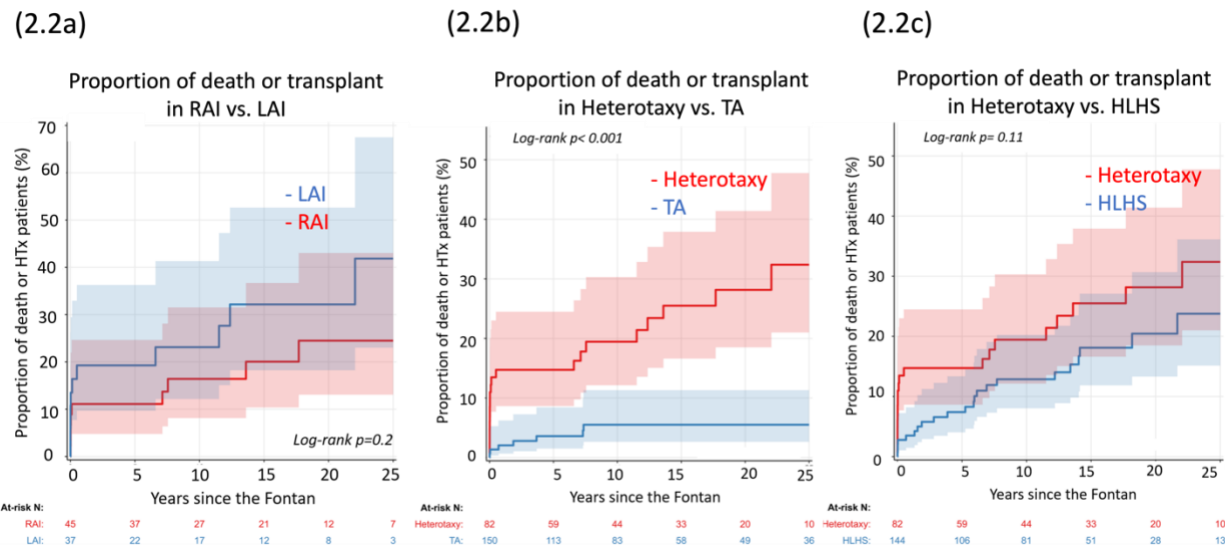 (2.2a)
Proportion of death or transplant
in RAI vs. LAI
Proportion of death or HTx patients (%)
70
60
50
40
30
20
10
0
- LAI
- RAI
Log-rank p=0.2
0 5 10 15 20 25
Years since the Fontan
At-risk N:
RAI: 45 37 27 21 12 7
LAI: 37 22 17 12 8 3
(2.2b)
Proportion of death or transplant
in Heterotaxy vs. TA
Log-rank p< 0.001
Proportion of death or HTx patients (%)
50
40
30
20
10
0
- Heterotaxy
- TA
0 5 10 15 20 25
Years since the Fontan
At-risk N:
Heterotaxy: 82 59 44 33 20 10
TA: 150 113 83 58 49 36
(2.2c)
Proportion of death or transplant
in Heterotaxy vs. HLHS
Log-rank p= 0.11
Proportion of death or HTx patients (%)
50
40
30
20
10
0
- Heterotaxy
- HLHS
0 5 10 15 20 25
Years since the Fontan
At-risk N:
Heterotaxy: 82 59 44 33 20 10
HLHS: 144 106 81 51 28 13